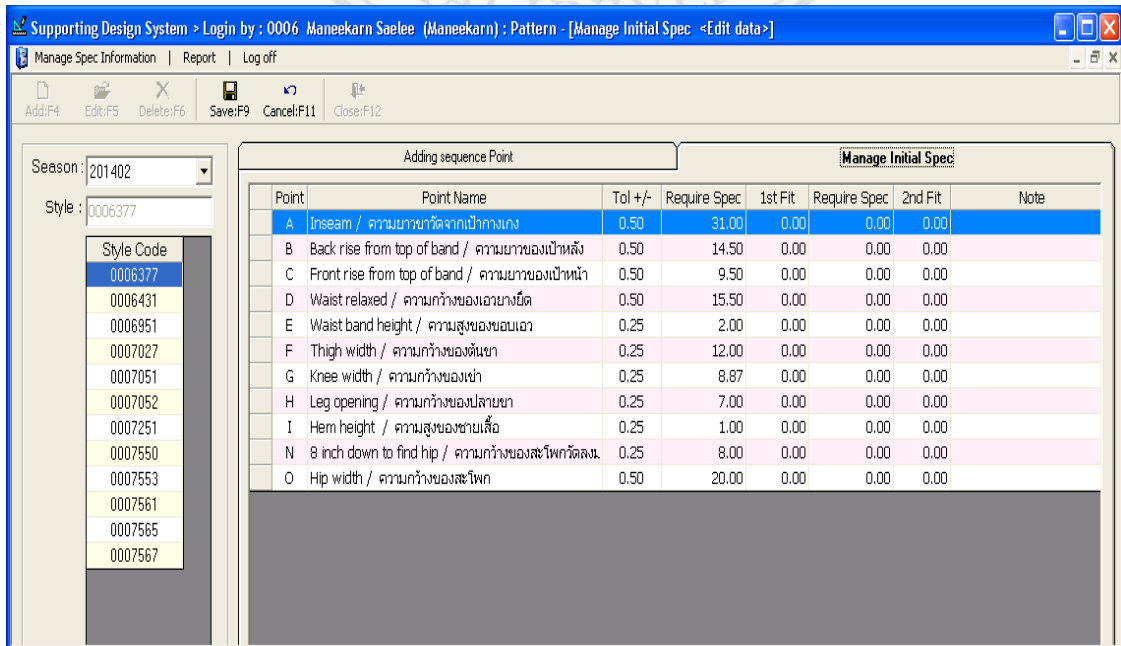 Supporting Design System > Login by : 0006 Maneekarn Saelee (Maneekarn) : Pattern - [Manage Initial Spec <Edit data>]
Manage Spec Information | Report | Log off
Add:F4 Edit:F5 Delete:F6 Save:F9 Cancel:F11 Close:F12
Season : 201402
Style : 0006377
Style Code
0006377
0006431
0006951
0007027
0007051
0007052
0007251
0007550
0007553
0007561
0007565
0007567
Adding sequence Point Manage Initial Spec
Point Point Name Tol +/- Require Spec 1st Fit Require Spec 2nd Fit Note
A Inseam / ความยาวขาวัดจากเป้ากางเกง 0.50 31.00 0.00 0.00 0.00
B Back rise from top of band / ความยาวของเป้าหลัง 0.50 14.50 0.00 0.00 0.00
C Front rise from top of band / ความยาวของเป้าหน้า 0.50 9.50 0.00 0.00 0.00
D Waist relaxed / ความกว้างของเอวยางยืด 0.50 15.50 0.00 0.00 0.00
E Waist band height / ความสูงของขอบเอว 0.25 2.00 0.00 0.00 0.00
F Thigh width / ความกว้างของต้นขา 0.25 12.00 0.00 0.00 0.00
G Knee width / ความกว้างของเข่า 0.25 8.87 0.00 0.00 0.00
H Leg opening / ความกว้างของปลายขา 0.25 7.00 0.00 0.00 0.00
I Hem height / ความสูงของชายเสื้อ 0.25 1.00 0.00 0.00 0.00
N 8 inch down to find hip / ความกว้างของสะโพกวัดลงม 0.25 8.00 0.00 0.00 0.00
O Hip width / ความกว้างของสะโพก 0.50 20.00 0.00 0.00 0.00